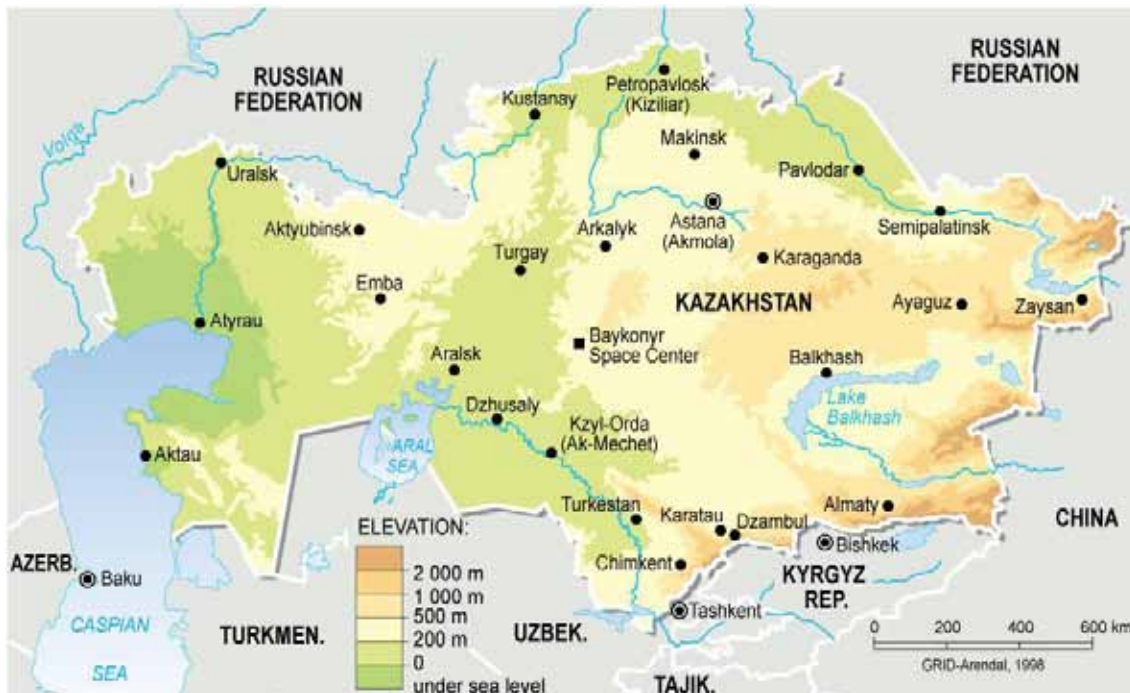 RUSSIAN
FEDERATION
RUSSIAN
FEDERATION
Volga
Petropavlosk
(Kiziliar)
Kustanay
Makinsk
Uralsk
Pavlodar
Aktyubinsk
Astana
(Akmola)
Semipalatinsk
Arkalyk
Turgay
Karaganda
Emba
KAZAKHSTAN
Ayaguz
Zaysan
Atyrau
Baykonyr
Space Center
Aralsk
Balkhash
Lake
Balkhash
Dzhusaly
Kzyl-Orda
(Ak-Mechet)
ARAL
SEA
Aktau
Turkestan
Karatau
Dzambul
Almaty
CHINA
Chimkent
Bishkek
KYRGYZ
REP.
AZERB.
Baku
Tashkent
CASPIAN
SEA
TURKMEN.
UZBEK.
TAJIK.
ELEVATION:
2 000 m
1 000 m
500 m
200 m
0
under sea level
0 200 400 600 km
GRID-Arendal, 1998